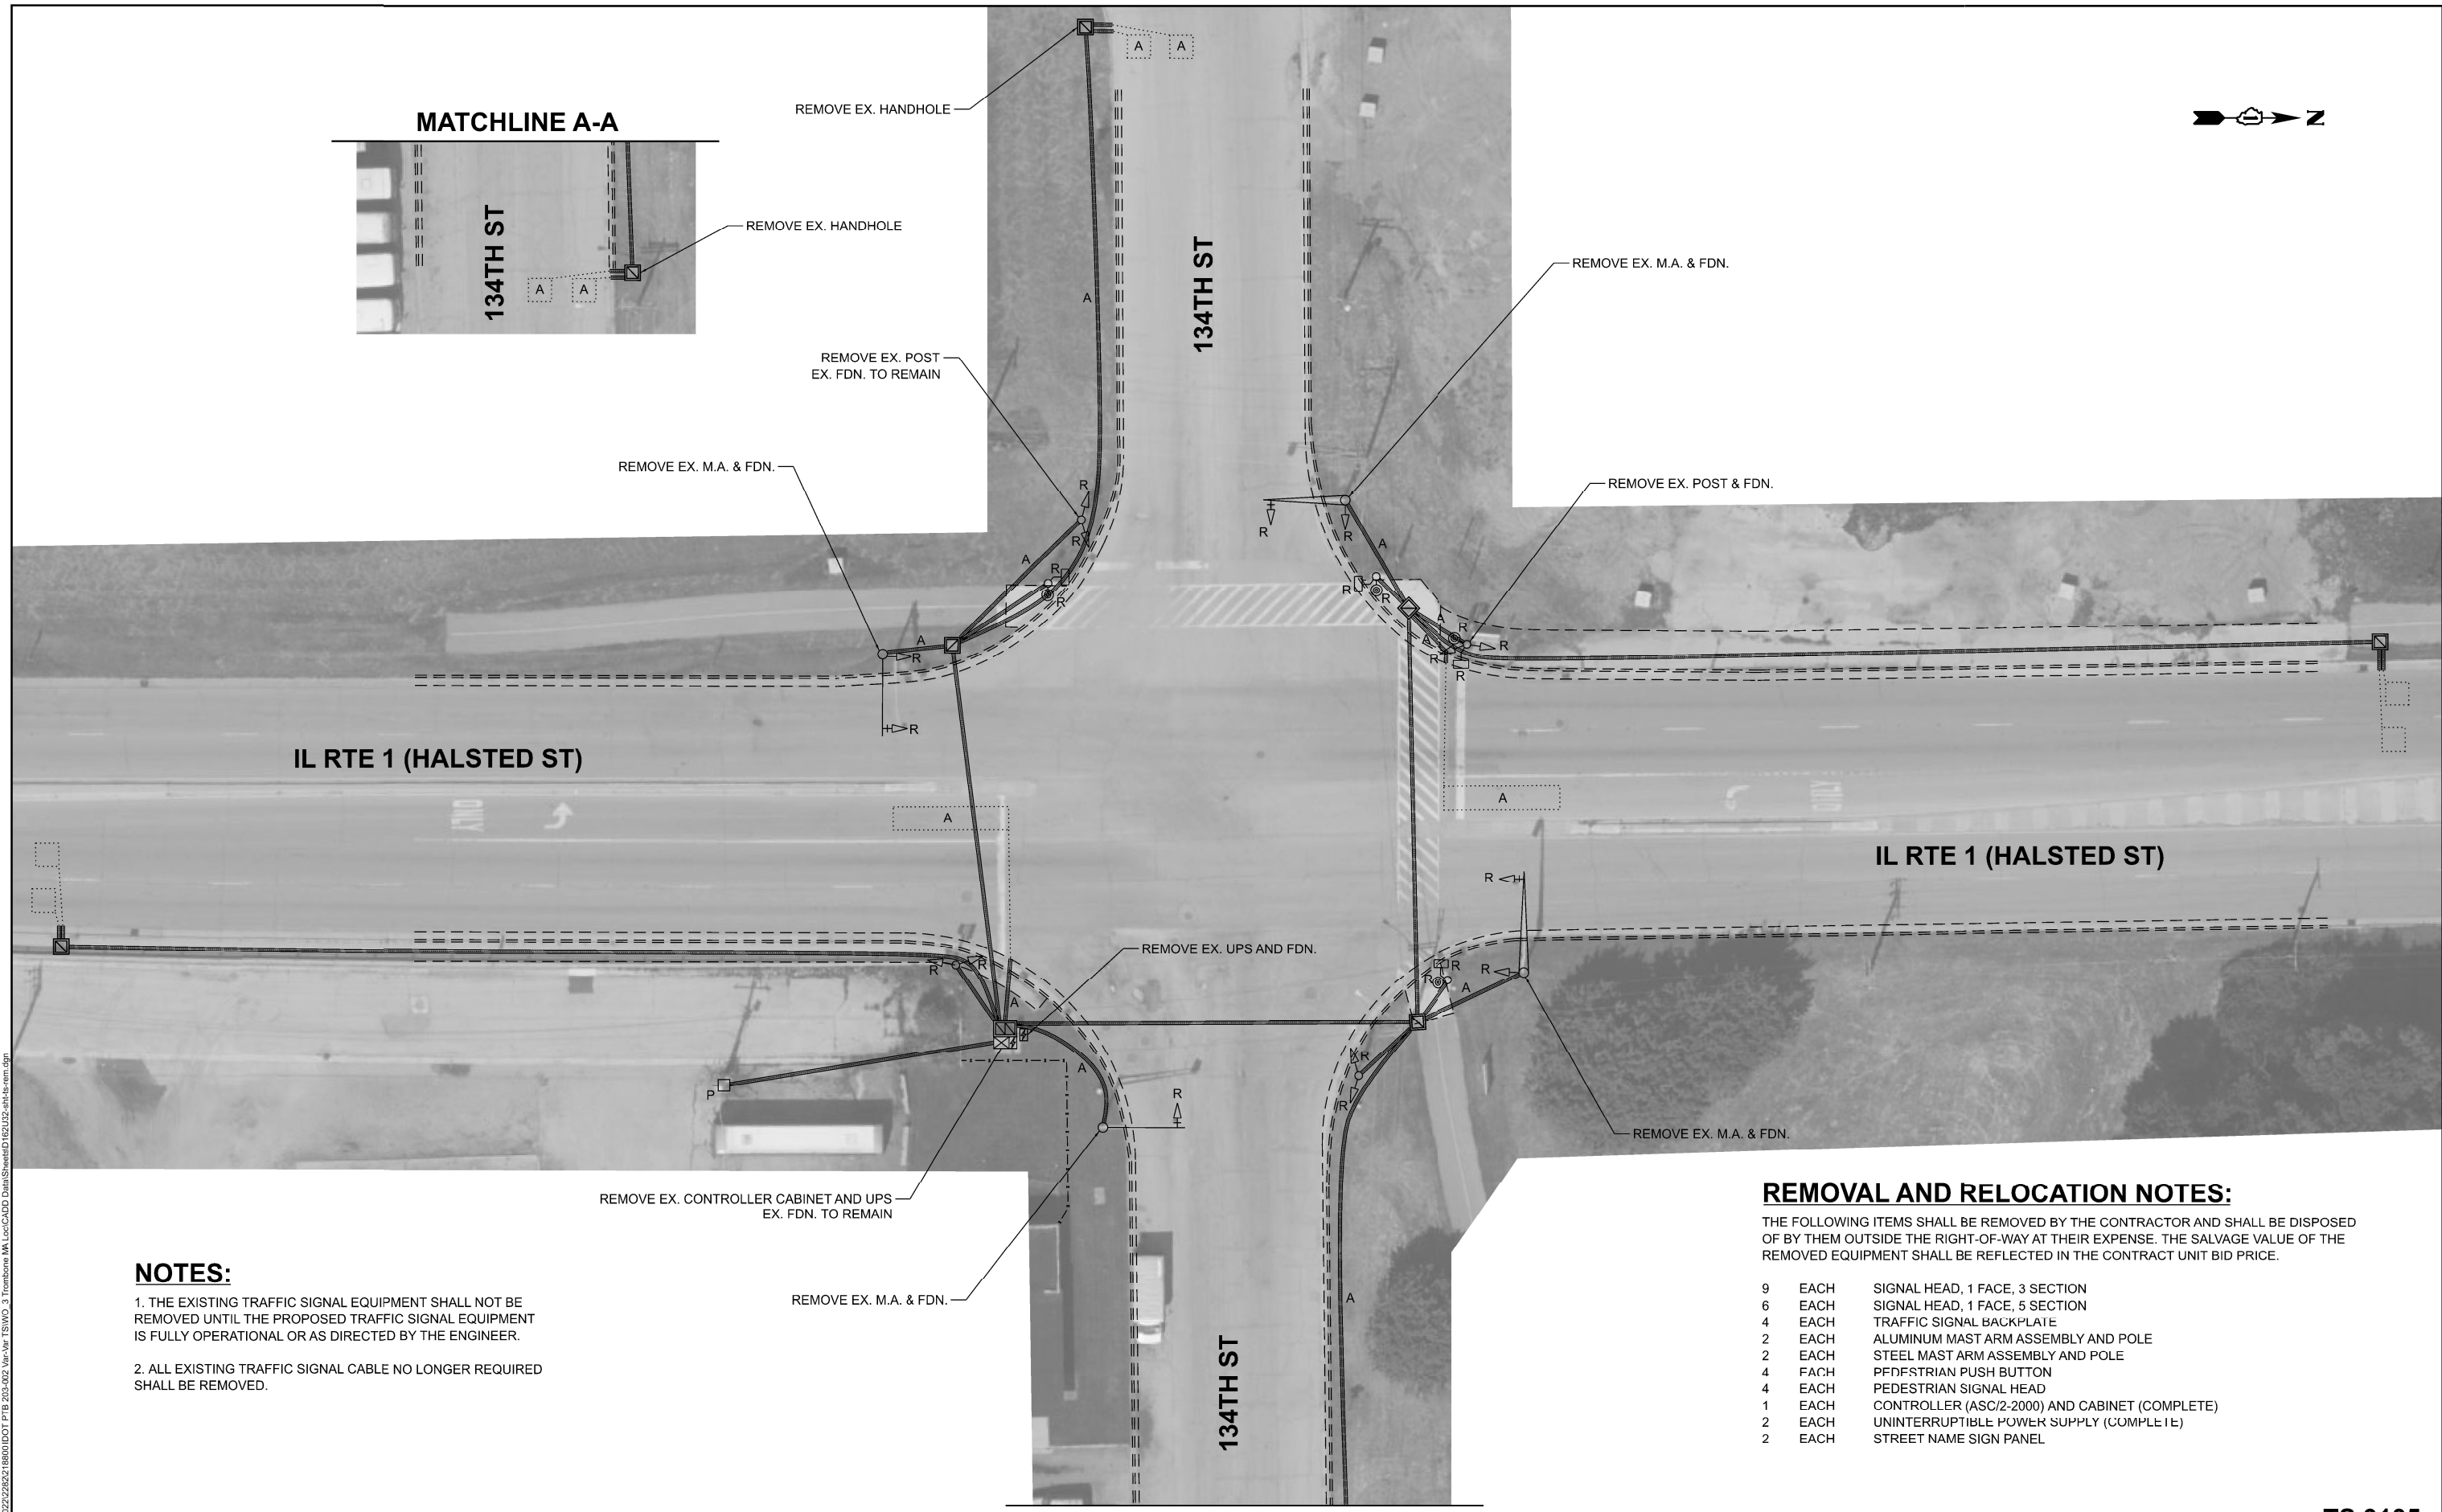 MATCHLINE A-A
134TH ST
A A
REMOVE EX. HANDHOLE
REMOVE EX. HANDHOLE
A A
N
134TH ST
A
REMOVE EX. M.A. & FDN.
REMOVE EX. POST
EX. FDN. TO REMAIN
REMOVE EX. M.A. & FDN.
REMOVE EX. POST & FDN.
R
R
R
R
A
R
R
A
R
R
A
R
R
A
A
R
R
R
R
IL RTE 1 (HALSTED ST)
ONLY
A
A
ONLY
IL RTE 1 (HALSTED ST)
R
R
R
R
R
R
A
A
REMOVE EX. UPS AND FDN.
P
A
R
R
R
REMOVE EX. M.A. & FDN.
REMOVE EX. CONTROLLER CABINET AND UPS
EX. FDN. TO REMAIN
REMOVE EX. M.A. & FDN.
A
134TH ST
NOTES:
1. THE EXISTING TRAFFIC SIGNAL EQUIPMENT SHALL NOT BE
REMOVED UNTIL THE PROPOSED TRAFFIC SIGNAL EQUIPMENT
IS FULLY OPERATIONAL OR AS DIRECTED BY THE ENGINEER.
2. ALL EXISTING TRAFFIC SIGNAL CABLE NO LONGER REQUIRED
SHALL BE REMOVED.
REMOVAL AND RELOCATION NOTES:
THE FOLLOWING ITEMS SHALL BE REMOVED BY THE CONTRACTOR AND SHALL BE DISPOSED
OF BY THEM OUTSIDE THE RIGHT-OF-WAY AT THEIR EXPENSE. THE SALVAGE VALUE OF THE
REMOVED EQUIPMENT SHALL BE REFLECTED IN THE CONTRACT UNIT BID PRICE.
9 EACH SIGNAL HEAD, 1 FACE, 3 SECTION
6 EACH SIGNAL HEAD, 1 FACE, 5 SECTION
4 EACH TRAFFIC SIGNAL BACKPLATE
2 EACH ALUMINUM MAST ARM ASSEMBLY AND POLE
2 EACH STEEL MAST ARM ASSEMBLY AND POLE
4 EACH PEDESTRIAN PUSH BUTTON
4 EACH PEDESTRIAN SIGNAL HEAD
1 EACH CONTROLLER (ASC/2-2000) AND CABINET (COMPLETE)
2 EACH UNINTERRUPTIBLE POWER SUPPLY (COMPLETE)
2 EACH STREET NAME SIGN PANEL